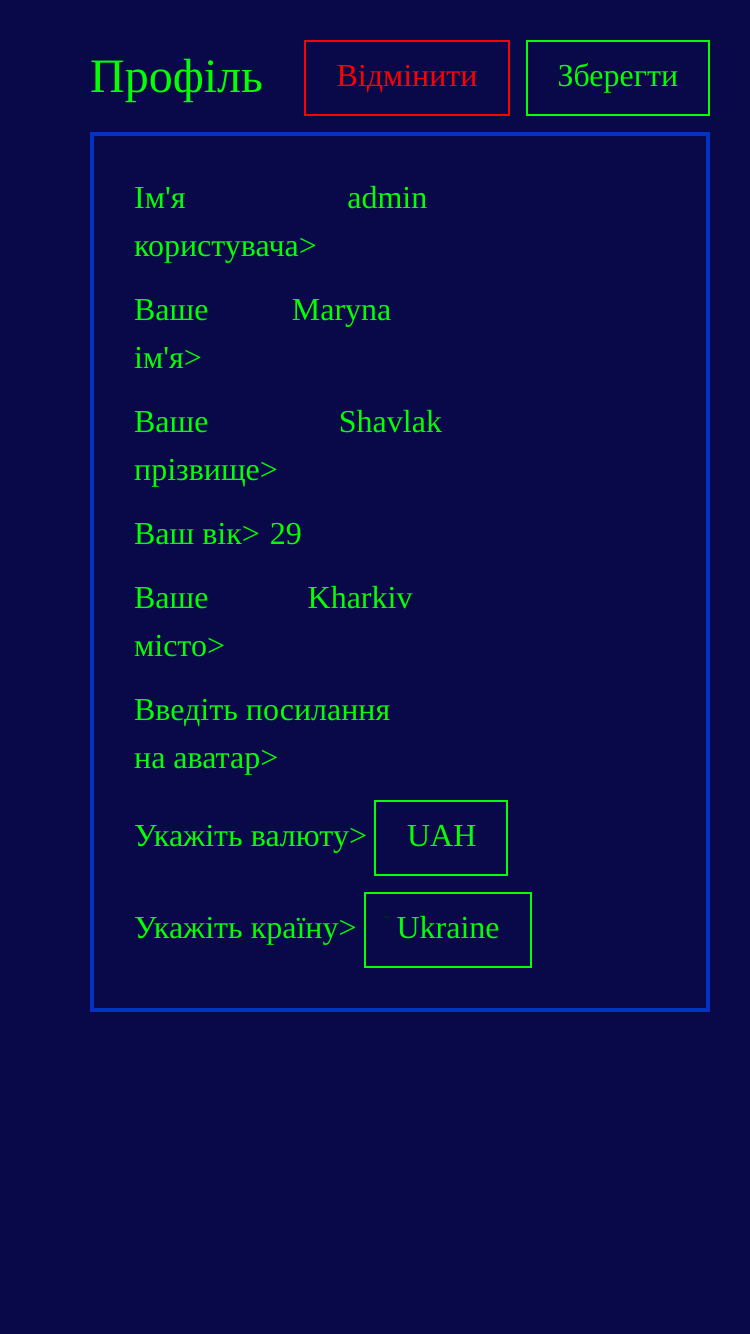 Профіль Відмінити Зберегти
Ім'я admin
користувача>
Ваше Maryna
ім'я>
Ваше Shavlak
прізвище>
Ваш вік> 29
Ваше Kharkiv
місто>
Введіть посилання
на аватар>
Укажіть валюту> UAH
Укажіть країну> Ukraine